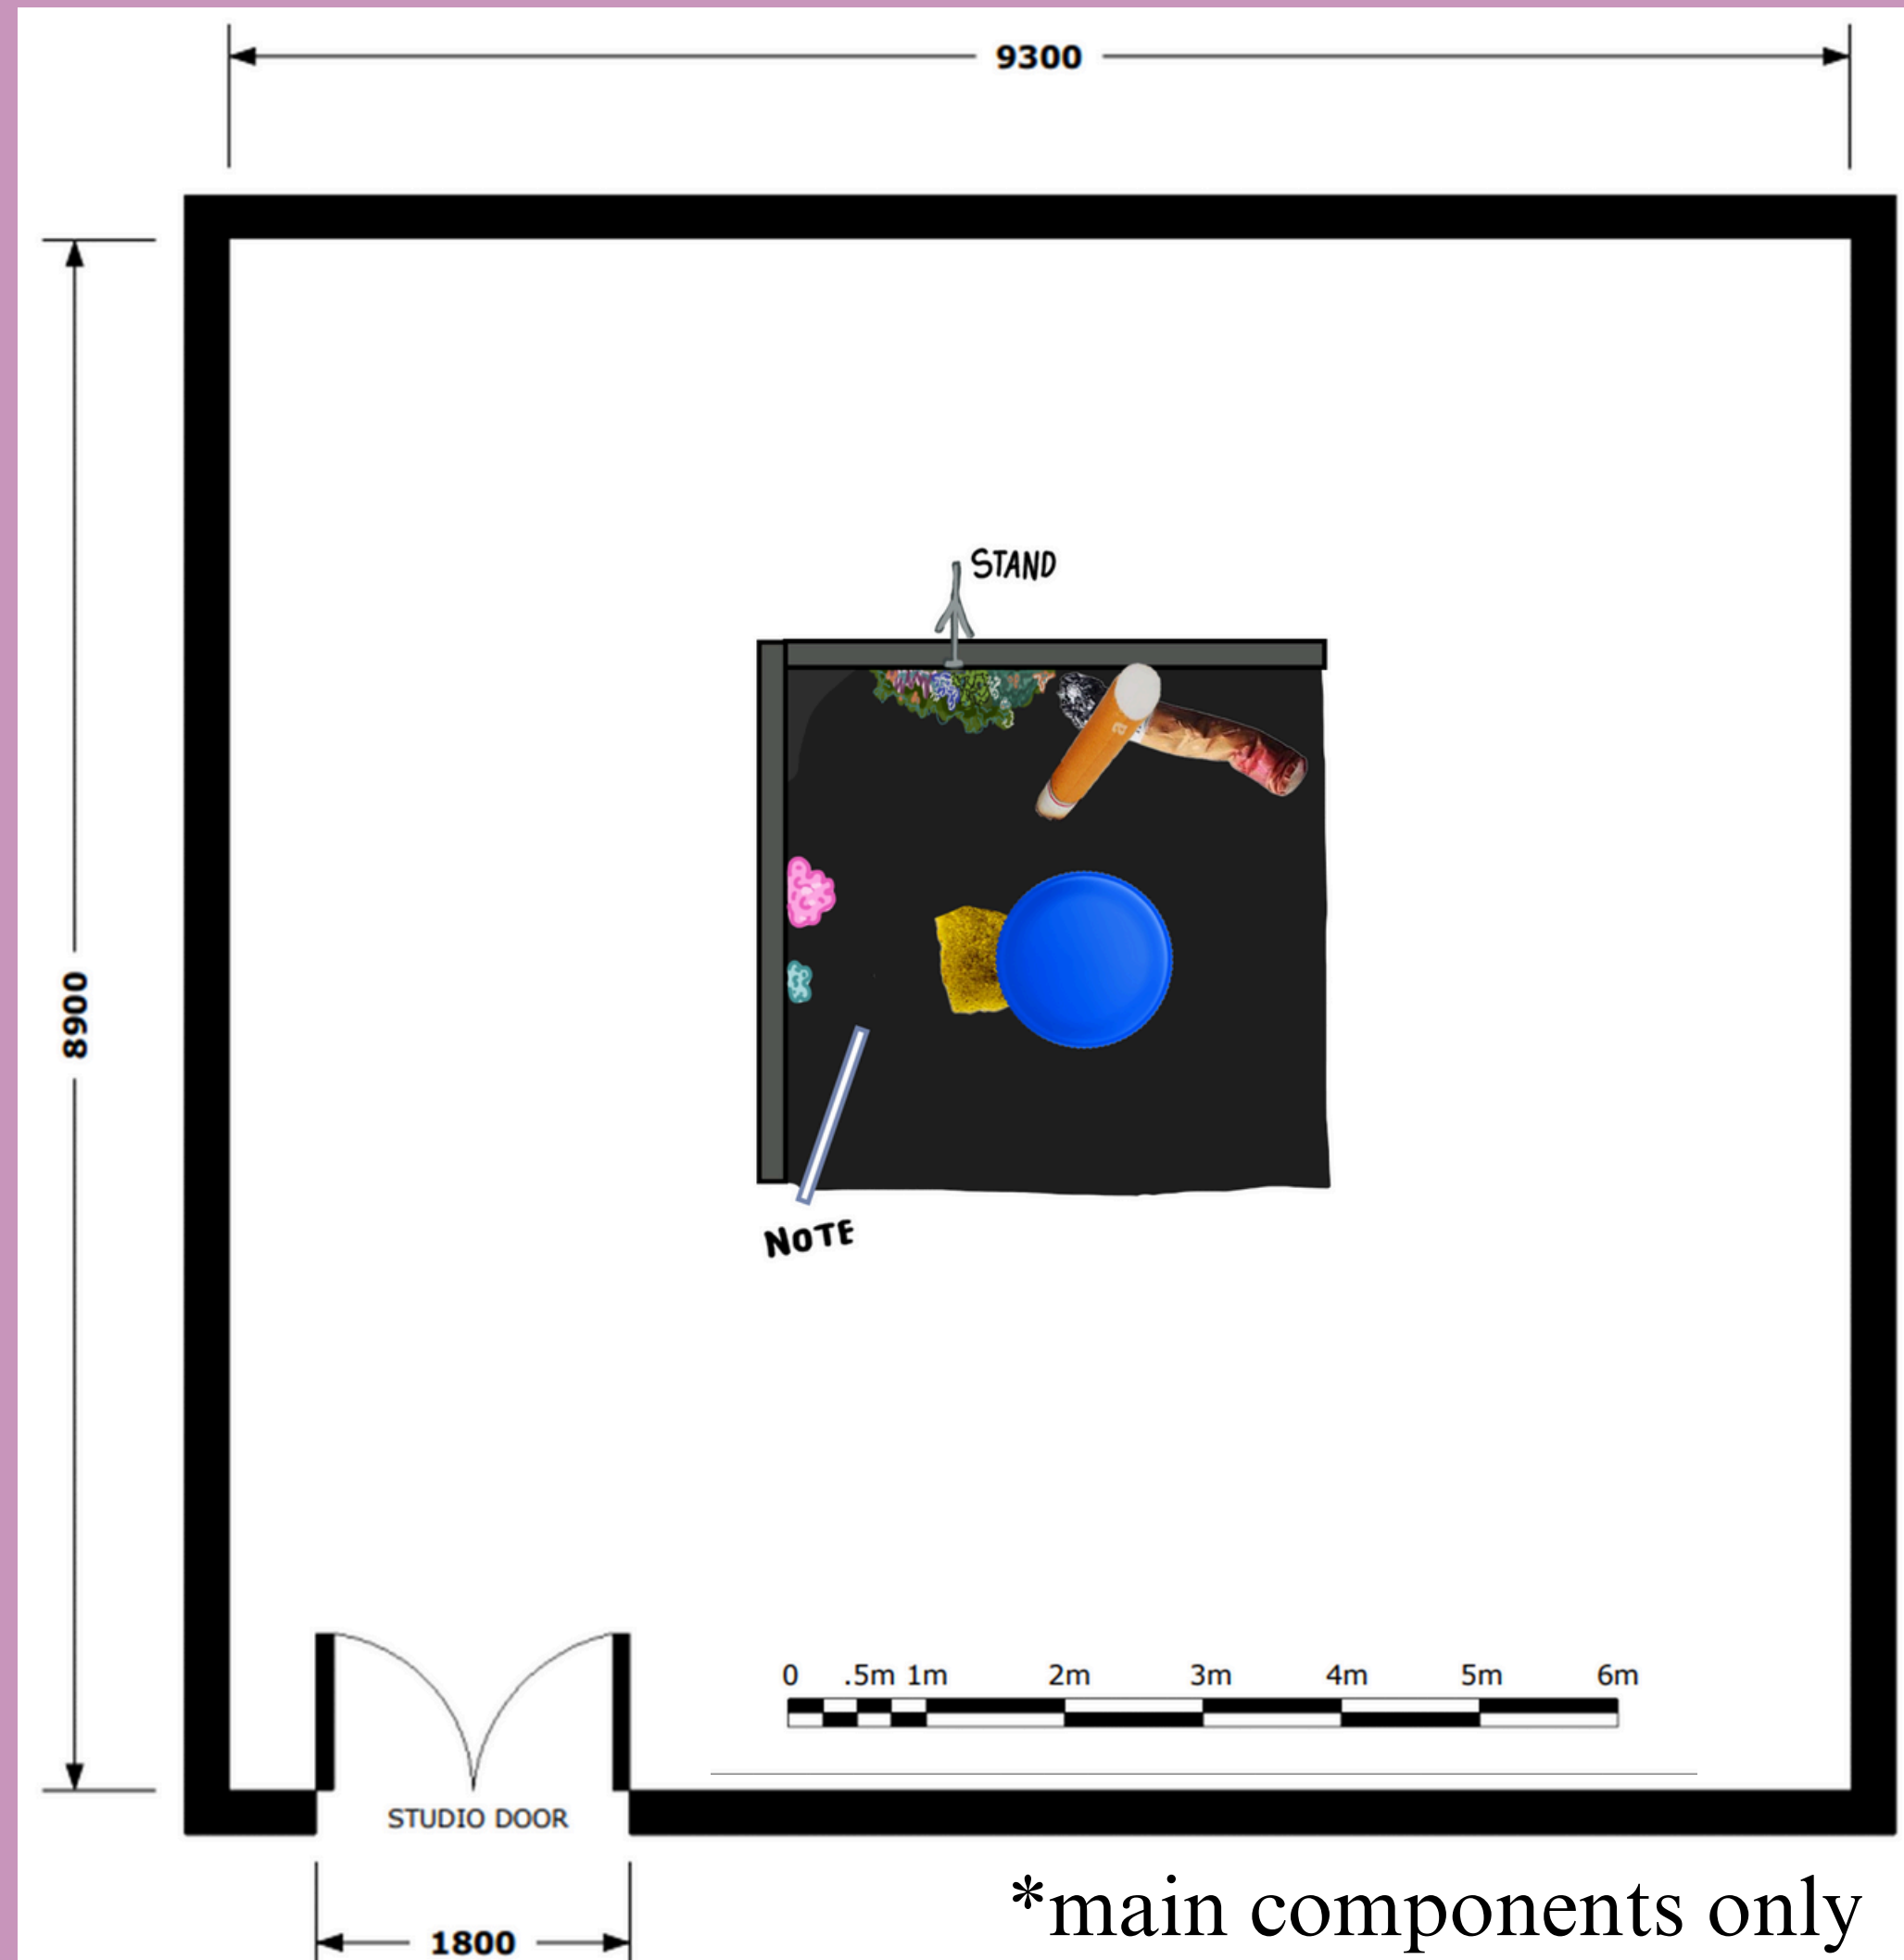 9300
STAND
a
8900
NOTE
0 .5m 1m 2m 3m 4m 5m 6m
STUDIO DOOR
*main components only
1800